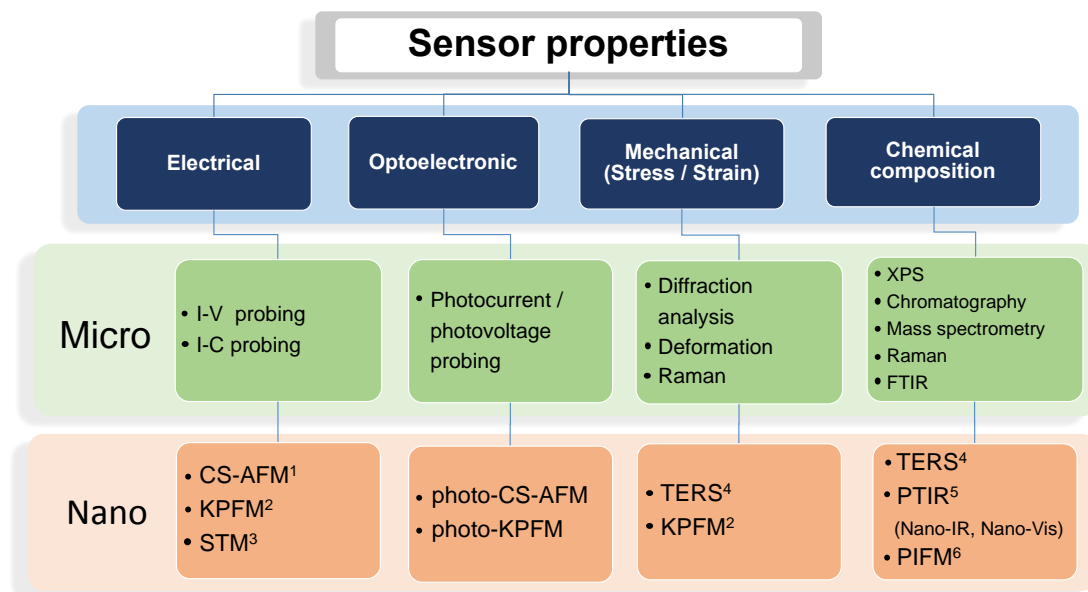 Sensor properties
Electrical
Optoelectronic
Mechanical
(Stress / Strain)
Chemical
composition
Micro
• I-V probing
• I-C probing
• Photocurrent /
photovoltage
probing
• Diffraction
analysis
• Deformation
• Raman
• XPS
• Chromatography
• Mass spectrometry
• Raman
• FTIR
Nano
• CS-AFM¹
• KPFM²
• STM³
• photo-CS-AFM
• photo-KPFM
• TERS⁴
• KPFM²
• TERS⁴
• PTIR⁵
(Nano-IR, Nano-Vis)
• PIFM⁶